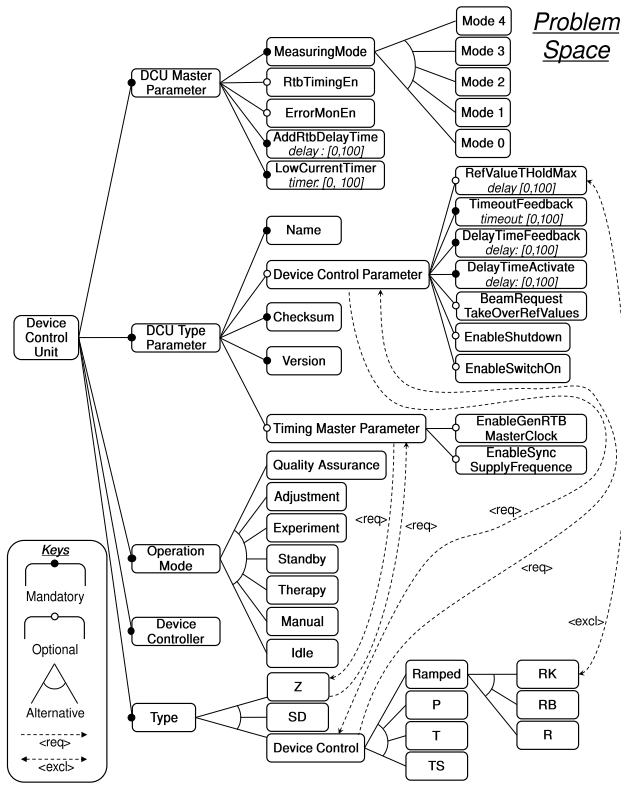 Problem
Space
Mode 4
Mode 3
Mode 2
Mode 1
Mode 0
DCU Master
Parameter
MeasuringMode
RtbTimingEn
ErrorMonEn
AddRtbDelayTime
delay : [0,100]
LowCurrentTimer
timer: [0, 100]
RefValueTHoldMax
delay [0,100]
TimeoutFeedback
timeout: [0,100]
DelayTimeFeedback
delay: [0,100]
DelayTimeActivate
delay: [0,100]
BeamRequest
TakeOverRefValues
EnableShutdown
EnableSwitchOn
Name
Device Control Parameter
Checksum
Version
Timing Master Parameter
DCU Type
Parameter
Device
Control
Unit
EnableGenRTB
MasterClock
EnableSync
SupplyFrequence
Quality Assurance
Adjustment
Experiment
Standby
Therapy
Manual
Idle
Operation
Mode
<req>
<req>
<req>
<req>
<excl>
Device
Controller
Type
Z
SD
Device Control
Ramped
P
T
TS
RK
RB
R
Keys
Mandatory
Optional
Alternative
<req>
<excl>